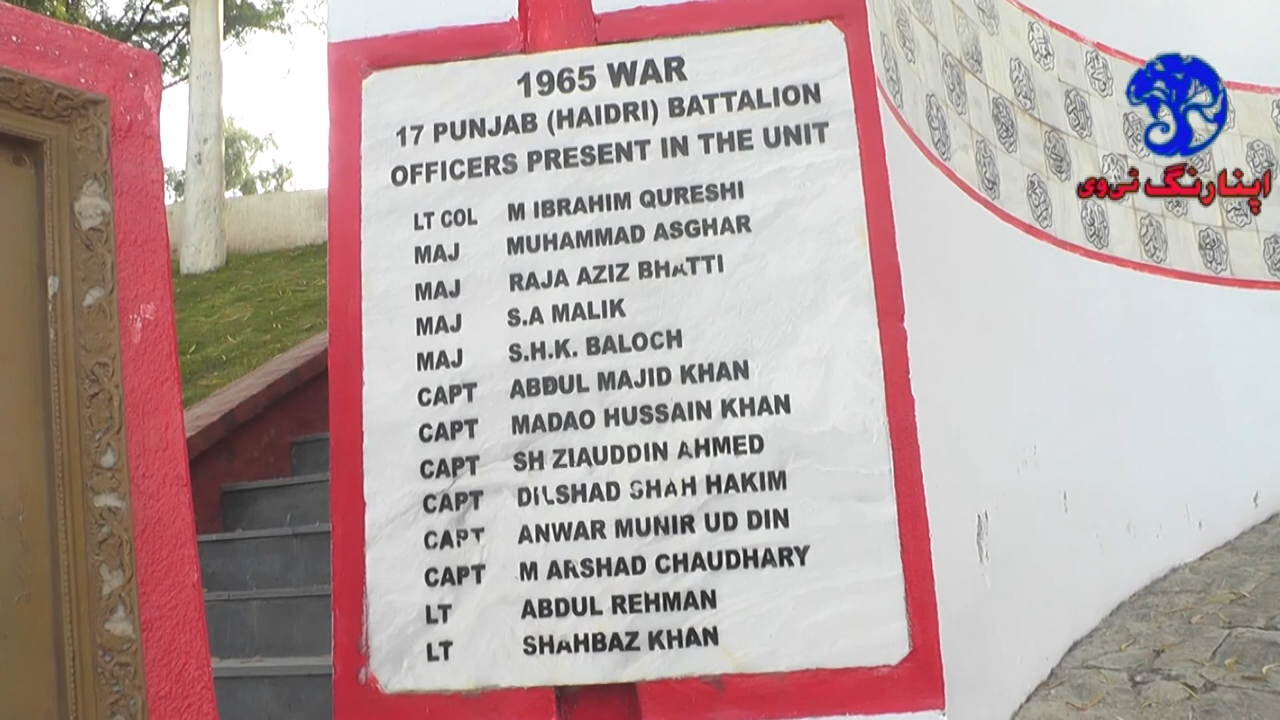 1965 WAR
17 PUNJAB (HAIDRI) BATTALION
OFFICERS PRESENT IN THE UNIT
LT COL M IBRAHIM QURESHI
MAJ MUHAMMAD ASGHAR
MAJ RAJA AZIZ BHATTI
MAJ S.A MALIK
MAJ S.H.K. BALOCH
CAPT ABDUL MAJID KHAN
CAPT MADAO HUSSAIN KHAN
CAPT SH ZIAUDDIN AHMED
CAPT DILSHAD SHAH HAKIM
CAPT ANWAR MUNIR UD DIN
CAPT M ARSHAD CHAUDHARY
LT ABDUL REHMAN
LT SHAHBAZ KHAN
اپنا رنگ ٹی وی